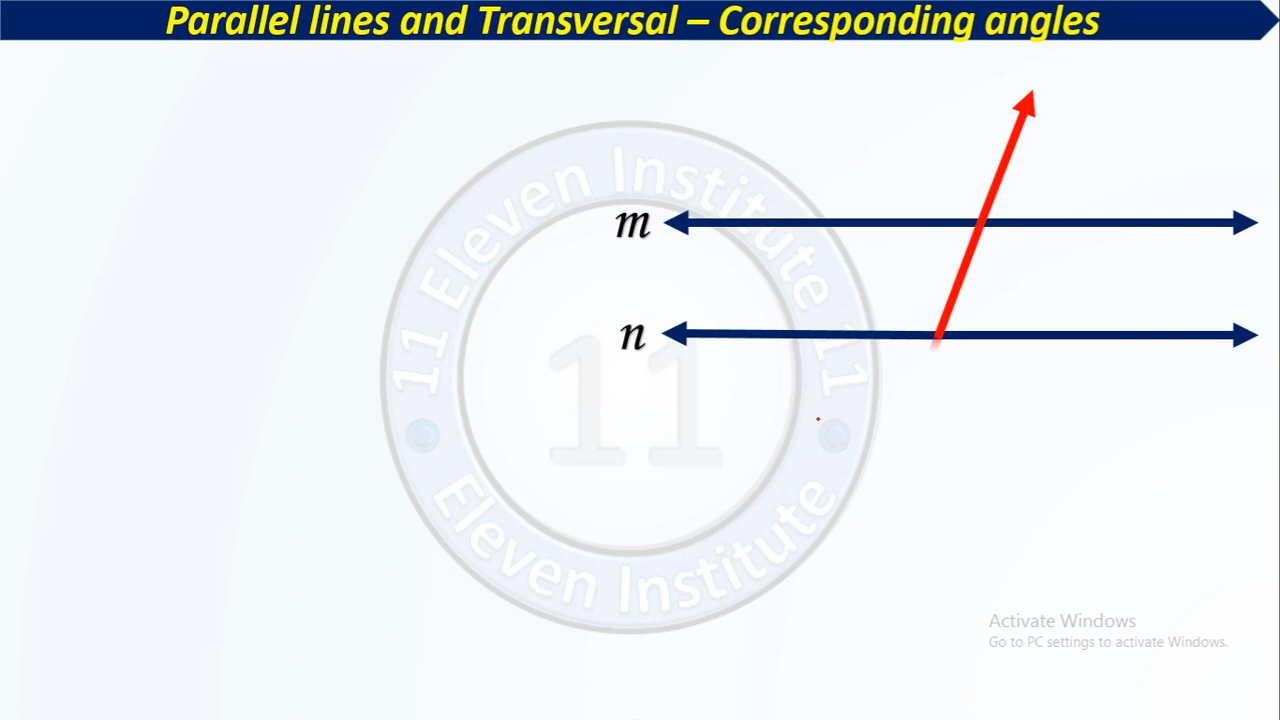 Parallel lines and Transversal – Corresponding angles
11 Eleven Institute 11
m
n
11
Eleven Institute
Activate Windows
Go to PC settings to activate Windows.